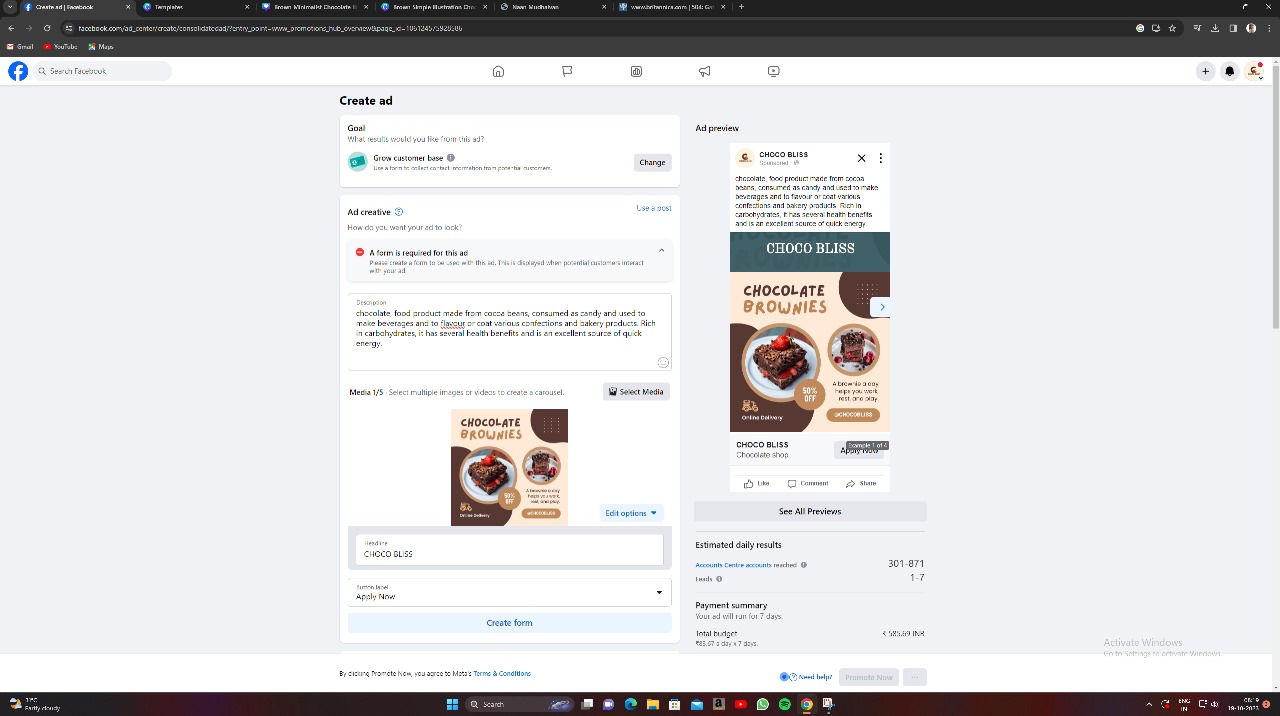 Create ad | Facebook
Templates
Brown Minimalist Chocolate B
Brown Simple Illustration Choc
Naan Mudhalvan
www.britannica.com | 504: Gat
facebook.com/ad_center/create/consolidatedad/?entry_point=www_promotions_hub_overview&page_id=106124575928586
Gmail
YouTube
Maps
Search Facebook
Create ad
Goal
What results would you like from this ad?
Grow customer base
Use a form to collect contact information from potential customers.
Change
Ad creative
Use a post
How do you want your ad to look?
A form is required for this ad
Please create a form to be used with this ad. This is displayed when potential customers interact
with your ad.
Description
chocolate, food product made from cocoa beans, consumed as candy and used to
make beverages and to flavour or coat various confections and bakery products. Rich
in carbohydrates, it has several health benefits and is an excellent source of quick
energy.
Media 1/5 · Select multiple images or videos to create a carousel.
Select Media
CHOCOLATE
BROWNIES
50%
OFF
A brownie a day
helps you work,
rest, and play.
Online Delivery
@CHOCOBLISS
Edit options
Headline
CHOCO BLISS
Button label
Apply Now
Create form
Ad preview
CHOCO BLISS
Sponsored
chocolate, food product made from cocoa
beans, consumed as candy and used to make
beverages and to flavour or coat various
confections and bakery products. Rich in
carbohydrates, it has several health benefits
and is an excellent source of quick energy
CHOCO BLISS
CHOCOLATE
BROWNIES
50%
OFF
A brownie a day
helps you work,
rest, and play.
Online Delivery
@CHOCOBLISS
CHOCO BLISS
Chocolate shop
Example 1 of 4
Apply Now
Like
Comment
Share
See All Previews
Estimated daily results
Accounts Centre accounts reached
301-871
Leads
1-7
Payment summary
Your ad will run for 7 days.
Total budget
₹ 585.69 INR
₹83.67 a day x 7 days.
Activate Windows
Go to Settings to activate Windows.
By clicking Promote Now, you agree to Meta's Terms & Conditions
Need help?
Promote Now
Partly cloudy
Search
ENG
IN
19-10-2023
2